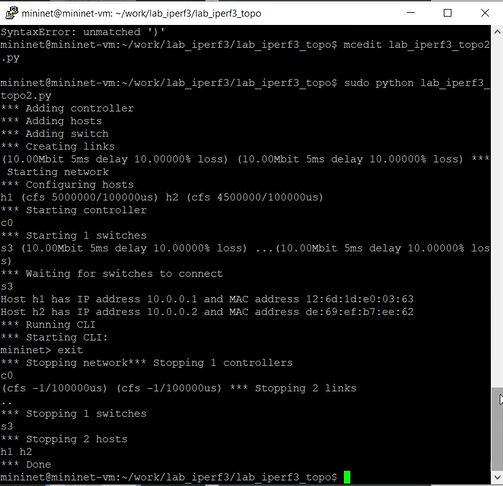 mininet@mininet-vm: ~/work/lab_iperf3/lab_iperf3_topo
SyntaxError: unmatched ')'
mininet@mininet-vm:~/work/lab_iperf3/lab_iperf3_topo$ mcedit lab_iperf3_topo2
.py
mininet@mininet-vm:~/work/lab_iperf3/lab_iperf3_topo$ sudo python lab_iperf3_
topo2.py
*** Adding controller
*** Adding hosts
*** Adding switch
*** Creating links
(10.00Mbit 5ms delay 10.00000% loss) (10.00Mbit 5ms delay 10.00000% loss) ***
Starting network
*** Configuring hosts
h1 (cfs 5000000/100000us) h2 (cfs 4500000/100000us)
*** Starting controller
c0
*** Starting 1 switches
s3 (10.00Mbit 5ms delay 10.00000% loss) ...(10.00Mbit 5ms delay 10.00000% los
s)
*** Waiting for switches to connect
s3
Host h1 has IP address 10.0.0.1 and MAC address 12:6d:1d:e0:03:63
Host h2 has IP address 10.0.0.2 and MAC address de:69:ef:b7:ee:62
*** Running CLI
*** Starting CLI:
mininet> exit
*** Stopping network*** Stopping 1 controllers
c0
(cfs -1/100000us) (cfs -1/100000us) *** Stopping 2 links
..
*** Stopping 1 switches
s3
*** Stopping 2 hosts
h1 h2
*** Done
mininet@mininet-vm:~/work/lab_iperf3/lab_iperf3_topo$